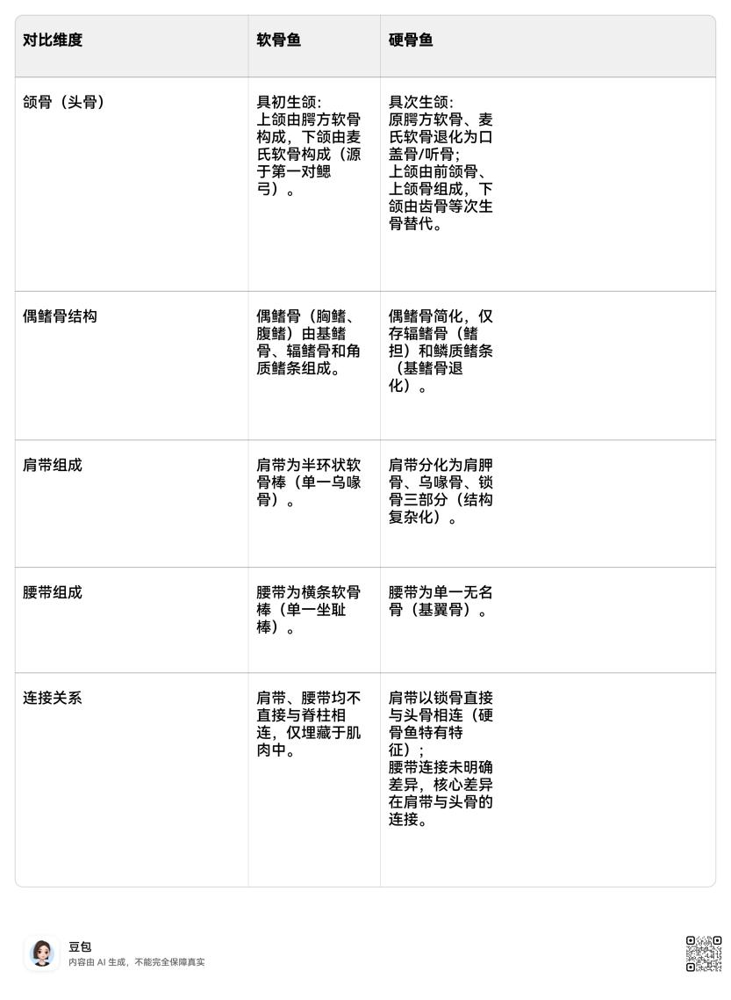 对比维度
软骨鱼
硬骨鱼
颌骨（头骨）
具初生颌：
上颌由腭方软骨
构成，下颌由麦
氏软骨构成（源
于第一对鳃
弓）。
具次生颌：
原腭方软骨、麦
氏软骨退化为口
盖骨/听骨；
上颌由前颌骨、
上颌骨组成，下
颌由齿骨等次生
骨替代。
偶鳍骨结构
偶鳍骨（胸鳍、
腹鳍）由基鳍
骨、辐鳍骨和角
质鳍条组成。
偶鳍骨简化，仅
存辐鳍骨（鳍
担）和鳞质鳍条
（基鳍骨退
化）。
肩带组成
肩带为半环状软
骨棒（单一乌喙
骨）。
肩带分化为肩胛
骨、乌喙骨、锁
骨三部分（结构
复杂化）。
腰带组成
腰带为横条软骨
棒（单一坐耻
棒）。
腰带为单一无名
骨（基翼骨）。
连接关系
肩带、腰带均不
直接与脊柱相
连，仅埋藏于肌
肉中。
肩带以锁骨直接
与头骨相连（硬
骨鱼特有特
征）；
腰带连接未明确
差异，核心差异
在肩带与头骨的
连接。
豆包
内容由 AI 生成，不能完全保障真实